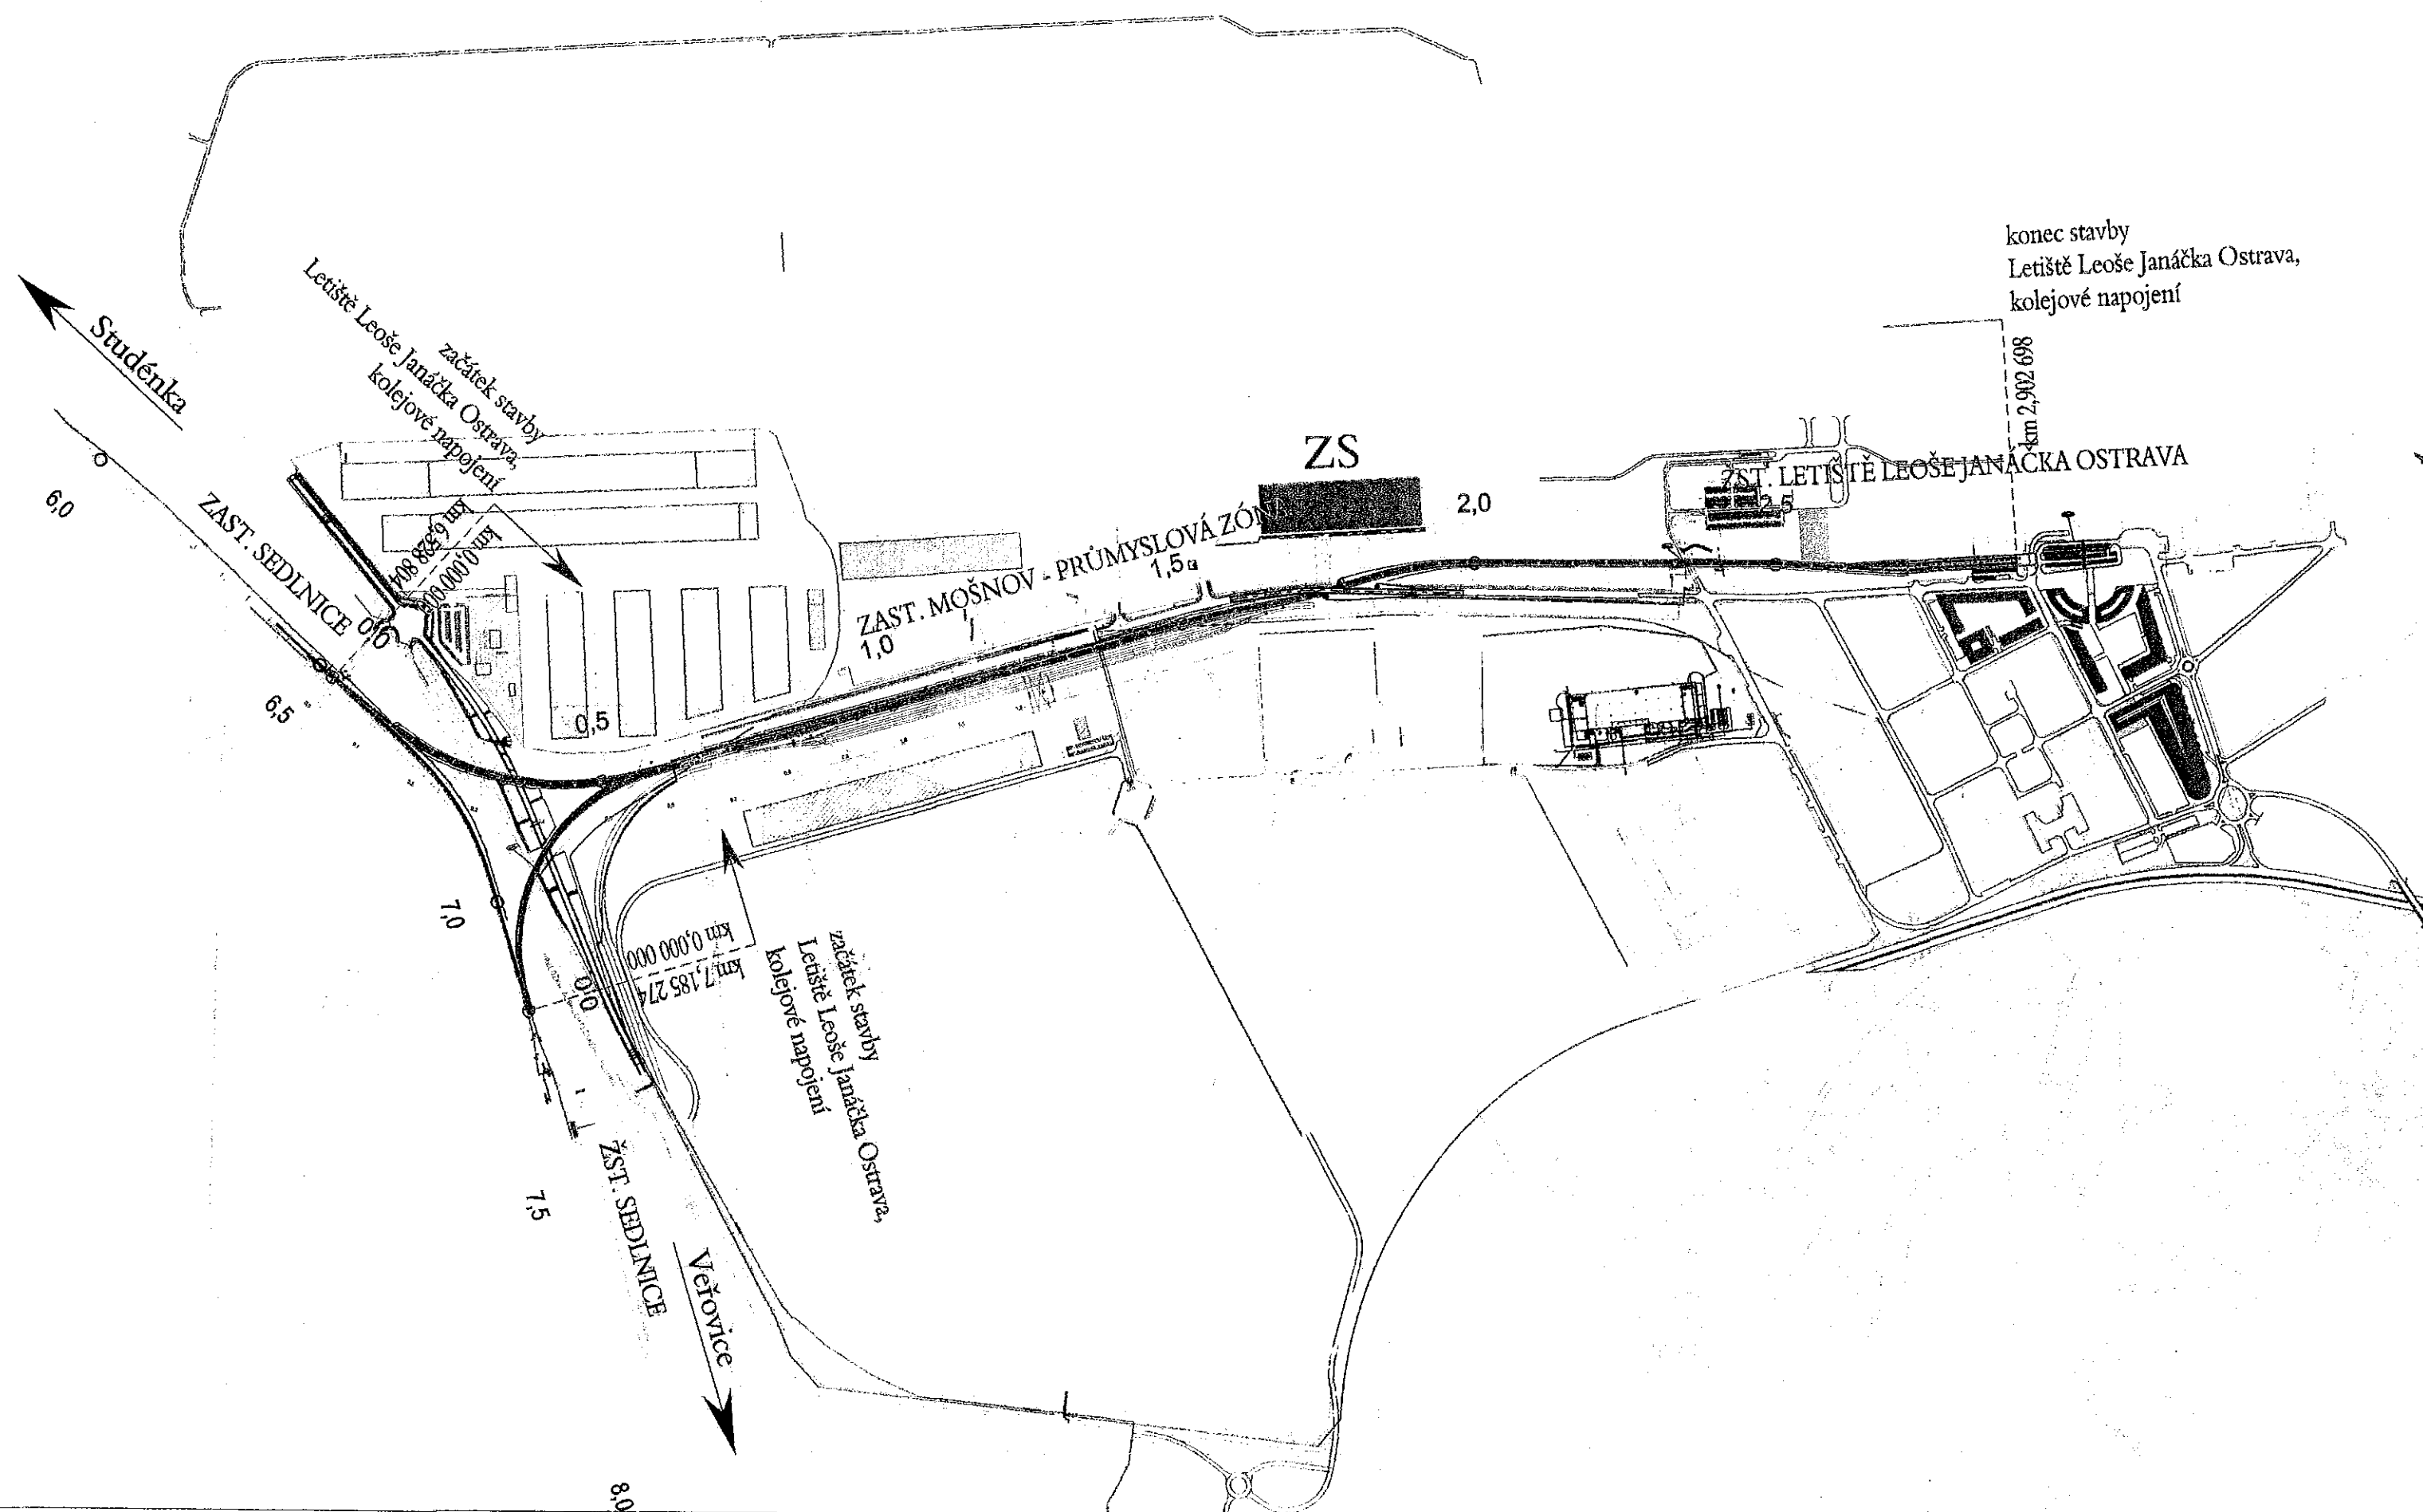 konec stavby
Letiště Leoše Janáčka Ostrava,
kolejové napojení
km 2,902 698
Studénka
začátek stavby
Letiště Leoše Janáčka Ostrava,
kolejové napojení
km 6,528 804
km 0,000 000
6,0
ZAST. SEDLNICE
0,0
6,5
0,5
ZS
ZAST. MOŠNOV - PRŮMYSLOVÁ ZÓNA
1,0
1,5
2,0
ŽST. LETIŠTĚ LEOŠE JANÁČKA OSTRAVA
2,5
7,0
km 0,000 000
km 7,185 274
0,0
začátek stavby
Letiště Leoše Janáčka Ostrava,
kolejové napojení
7,5
ŽST. SEDLNICE
Veřovice
8,0